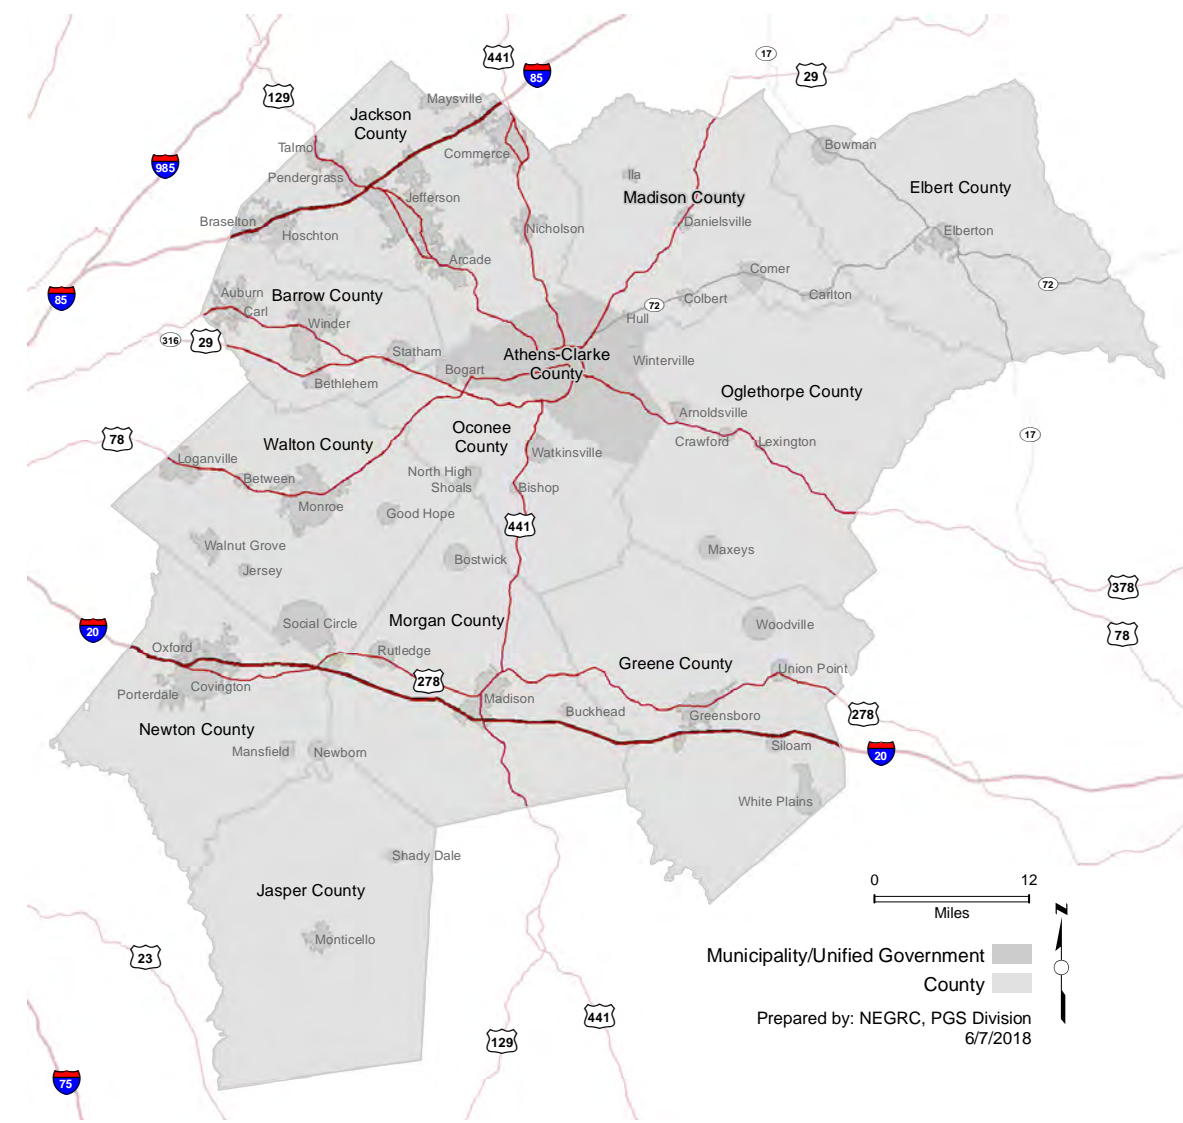 17
441
29
85
129
Maysville
Jackson
County
Talmo
Commerce
Bowman
985
Pendergrass
Ila
Elbert County
Jefferson
Madison County
Braselton
Danielsville
Hoschton
Nicholson
Elberton
Arcade
Comer
72
Auburn
Barrow County
85
Colbert
Carlton
72
Carl
Winder
Hull
316
29
Statham
Athens-Clarke
County
Winterville
Bogart
Bethlehem
Oglethorpe County
Arnoldsville
Oconee
County
78
Walton County
Crawford
Lexington
17
Loganville
Watkinsville
Between
North High
Shoals
Bishop
Monroe
Good Hope
441
Walnut Grove
Maxeys
Bostwick
Jersey
378
Social Circle
Morgan County
Woodville
20
78
Oxford
Rutledge
Greene County
Union Point
278
Porterdale
Covington
Madison
Buckhead
Greensboro
278
Newton County
Mansfield
Newborn
Siloam
20
White Plains
Shady Dale
Jasper County
0
12
Miles
N
Monticello
23
Municipality/Unified Government
County
441
Prepared by: NEGRC, PGS Division
6/7/2018
129
75